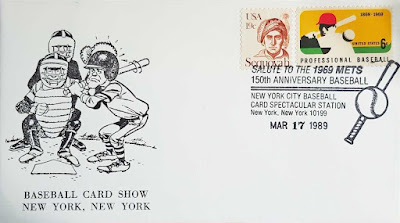 USA
19c
Sequoyah
1869-1969
UNITED STATES 6c
PROFESSIONAL BASEBALL
SALUTE TO THE 1969 METS
150th ANNIVERSARY BASEBALL
NEW YORK CITY BASEBALL
CARD SPECTACULAR STATION
New York, New York 10199
MAR 17 1989
BASEBALL CARD SHOW
NEW YORK, NEW YORK